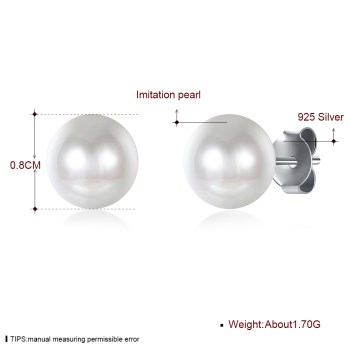 Imitation pearl
925 Silver
0.8CM
Weight:About1.70G
TIPS:manual measuring permissible error